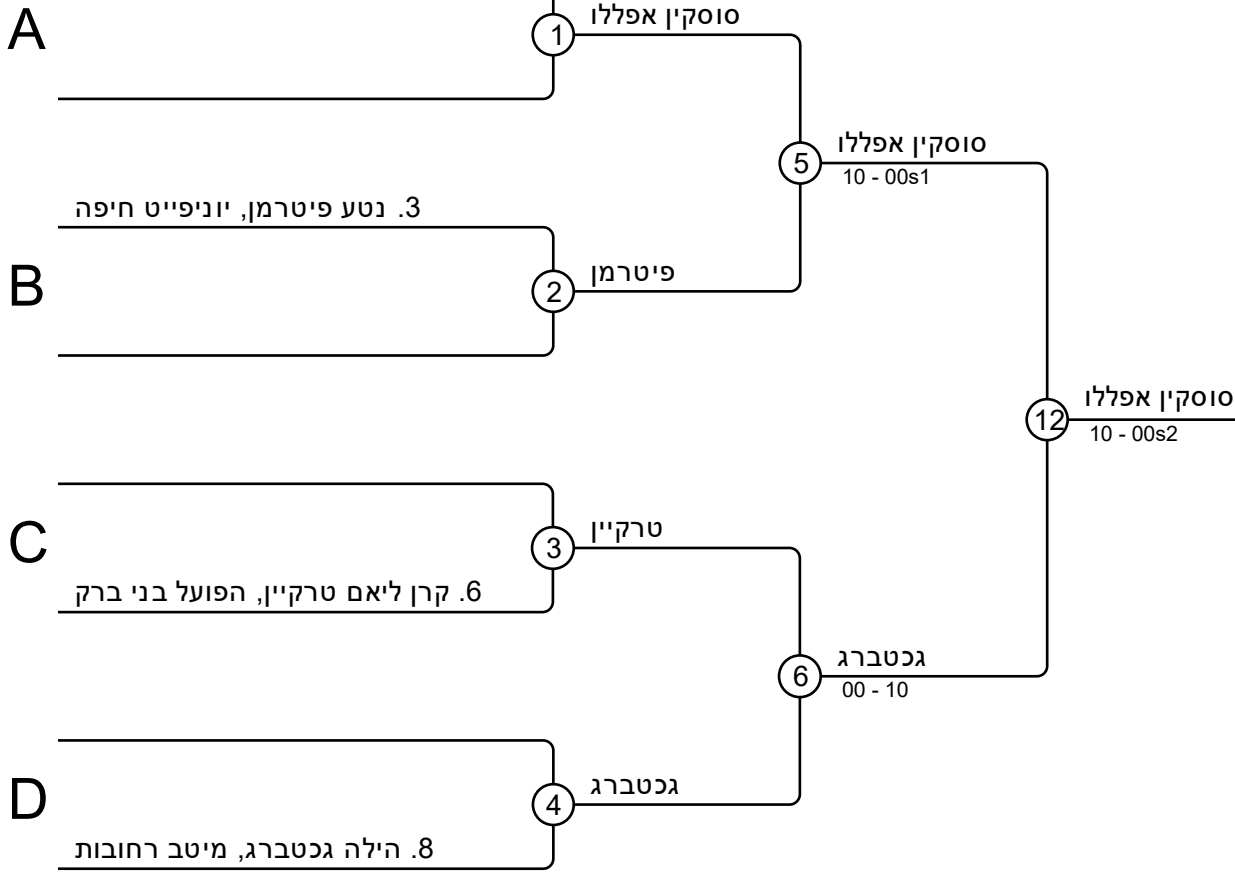 A
1
סוסקין אפללו
5
סוסקין אפללו
10 - 00s1
3. נטע פיטרמן, יוניפייט חיפה
B
2
פיטרמן
12
סוסקין אפללו
10 - 00s2
C
3
טרקיין
6. קרן ליאם טרקיין, הפועל בני ברק
6
גכטברג
00 - 10
D
4
גכטברג
8. הילה גכטברג, מיטב רחובות